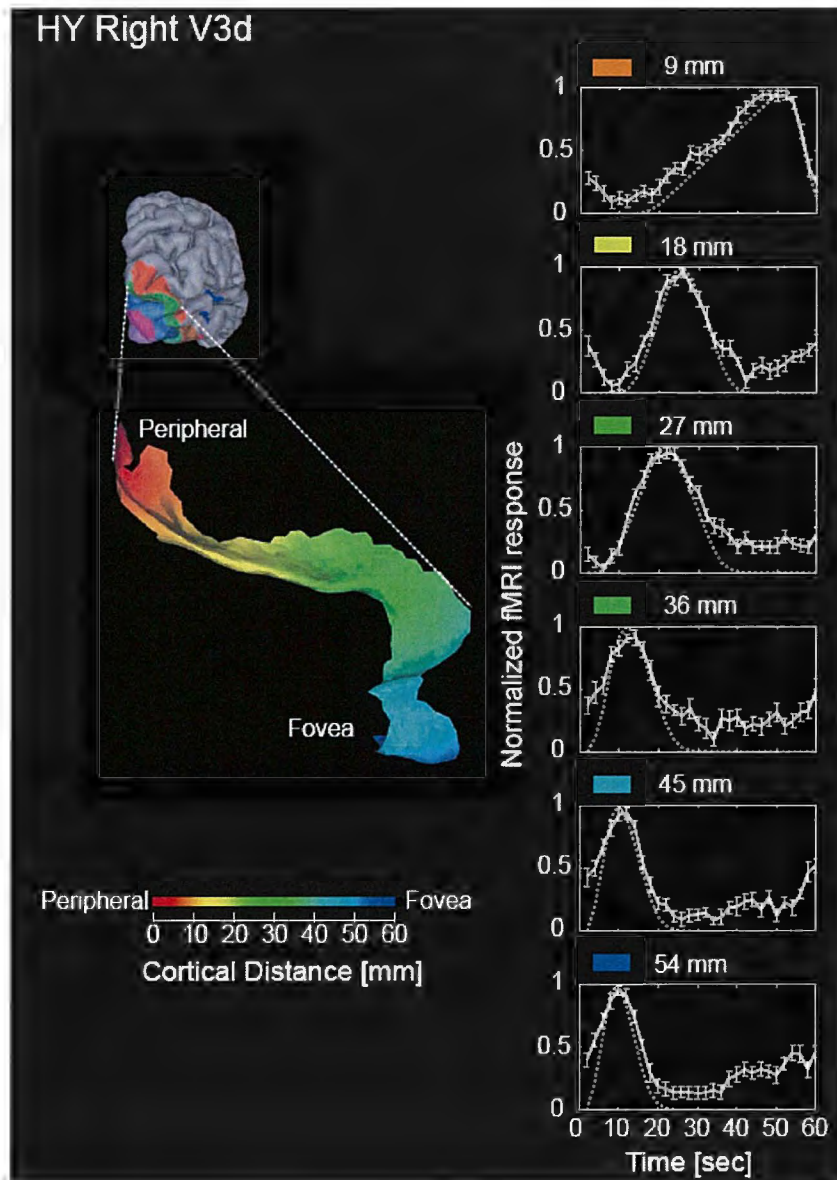 HY Right V3d
Peripheral
Fovea
Peripheral
Fovea
0 10 20 30 40 50 60
Cortical Distance [mm]
Normalized fMRI response
9 mm
1
0.5
0
18 mm
1
0.5
0
27 mm
1
0.5
0
36 mm
1
0.5
0
45 mm
1
0.5
0
54 mm
1
0.5
0
0 10 20 30 40 50 60
Time [sec]